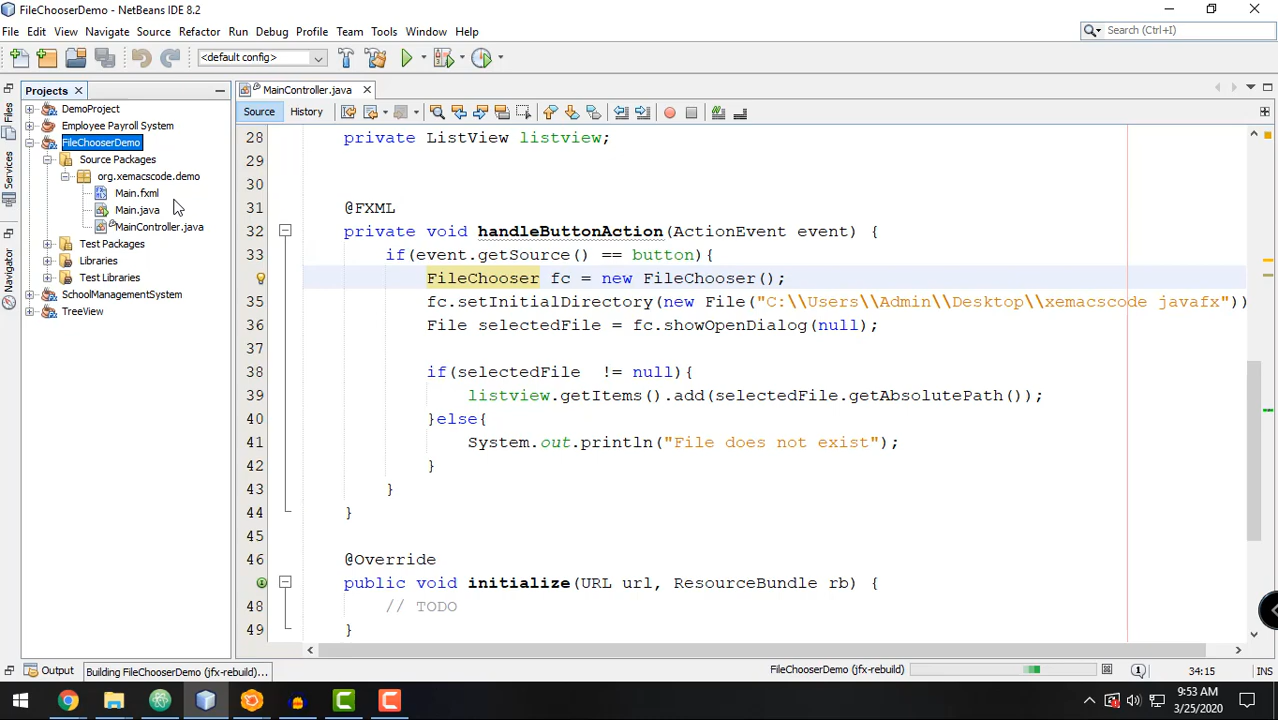 FileChooserDemo - NetBeans IDE 8.2
File Edit View Navigate Source Refactor Run Debug Profile Team Tools Window Help
Search (Ctrl+I)
<default config>
Projects
MainController.java
Files
Services
Navigator
DemoProject
Employee Payroll System
FileChooserDemo
Source Packages
org.xemacscode.demo
Main.fxml
Main.java
MainController.java
Test Packages
Libraries
Test Libraries
SchoolManagementSystem
TreeView
Source History
28 private ListView listview;
29
30
31 @FXML
32 private void handleButtonAction(ActionEvent event) {
33 if(event.getSource() == button){
FileChooser fc = new FileChooser();
35 fc.setInitialDirectory(new File("C:\\Users\\Admin\\Desktop\\xemacscode javafx"))
36 File selectedFile = fc.showOpenDialog(null);
37
38 if(selectedFile != null){
39 listview.getItems().add(selectedFile.getAbsolutePath());
40 }else{
41 System.out.println("File does not exist");
42 }
43 }
44 }
45
46 @Override
public void initialize(URL url, ResourceBundle rb) {
48 // TODO
49 }
Output
Building FileChooserDemo (jfx-rebuild)...
FileChooserDemo (jfx-rebuild)
1
34:15
INS
9:53 AM
3/25/2020